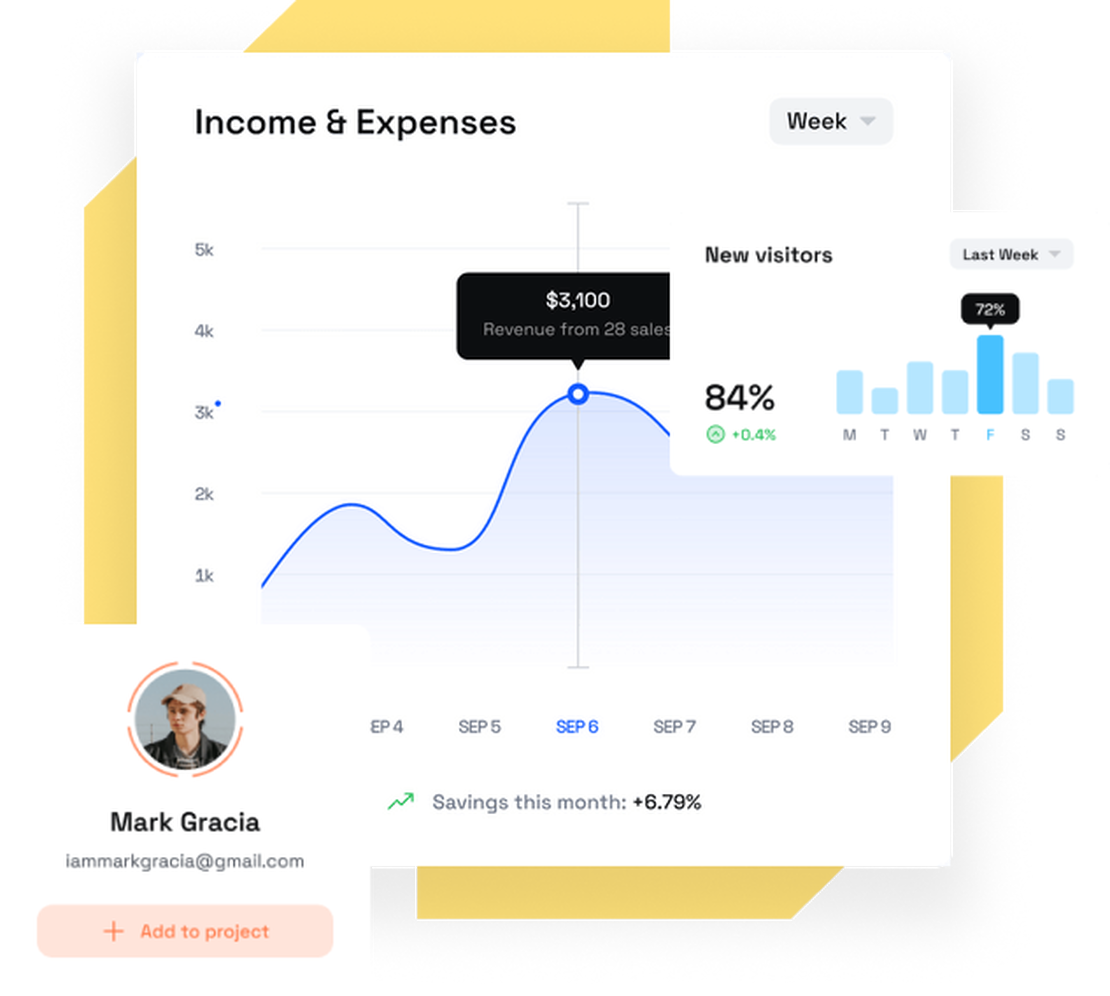 Income & Expenses
Week
5k
4k
3k
2k
1k
$3,100
Revenue from 28 sales
New visitors
Last Week
72%
84%
+0.4%
M T W T F S S
EP 4 SEP 5 SEP 6 SEP 7 SEP 8 SEP 9
Savings this month: +6.79%
Mark Gracia
iammarkgracia@gmail.com
Add to project